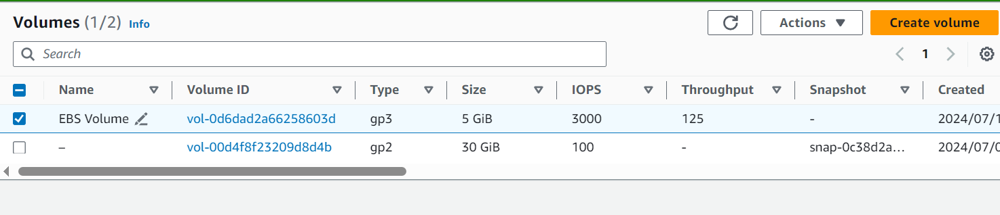 Volumes (1/2) Info Actions Create volume
Search 1
Name Volume ID Type Size IOPS Throughput Snapshot Created
EBS Volume vol-0d6dad2a66258603d gp3 5 GiB 3000 125 - 2024/07/1
– vol-00d4f8f23209d8d4b gp2 30 GiB 100 - snap-0c38d2a... 2024/07/0